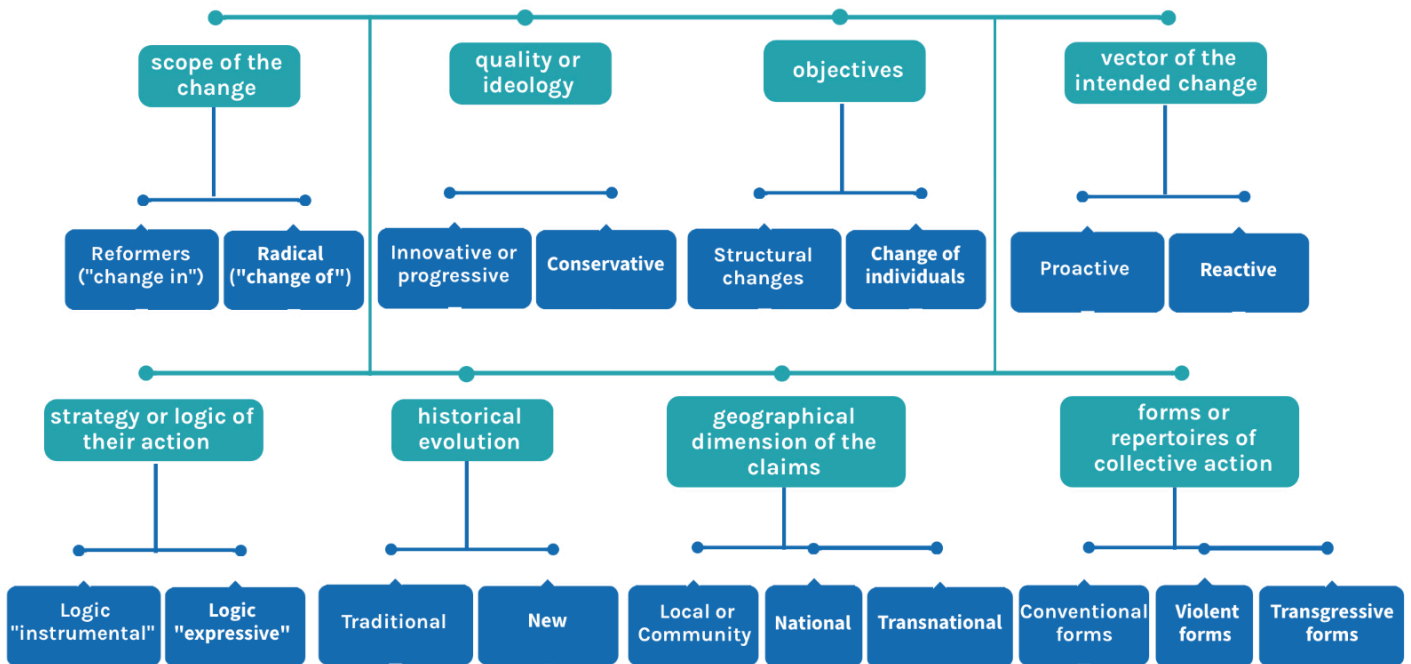 scope of the
change
quality or
ideology
objectives
vector of the
intended change
Reformers
("change in")
Radical
("change of")
Innovative or
progressive
Conservative
Structural
changes
Change of
individuals
Proactive
Reactive
strategy or logic of
their action
historical
evolution
geographical
dimension of the
claims
forms or
repertoires of
collective action
Logic
"instrumental"
Logic
"expressive"
Traditional
New
Local or
Community
National
Transnational
Conventional
forms
Violent
forms
Transgressive
forms